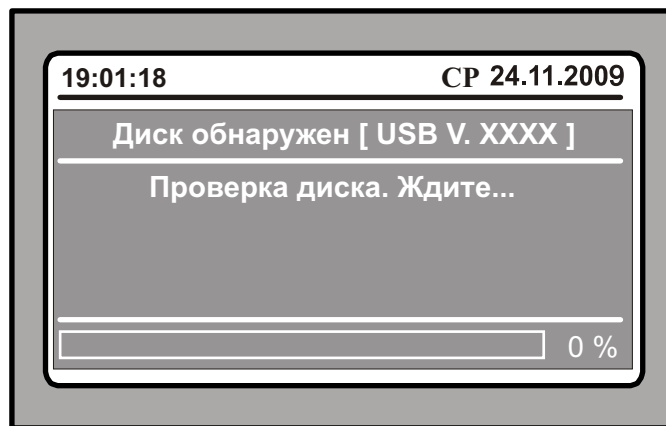 19:01:18 СР 24.11.2009
Диск обнаружен [ USB V. XXXX ]
Проверка диска. Ждите...
0 %